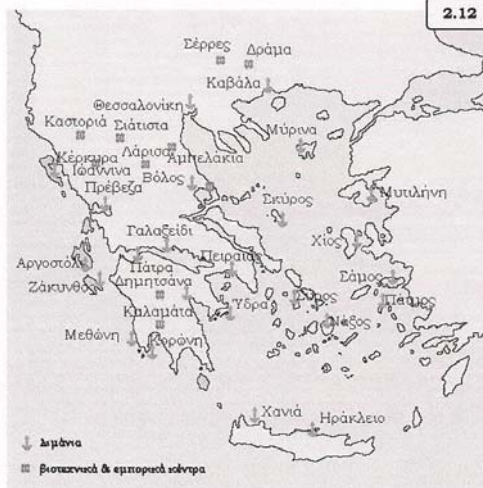 2.12
Σέρρες
Δράμα
Καβάλα
Θεσσαλονίκη
Καστοριά
Σιάτιστα
Μύρινα
Λάρισα
Αμπελάκια
Κέρκυρα
Ιωάννινα
Βόλος
Πρέβεζα
Μυτιλήνη
Σκύρος
Γαλαξείδι
Χίος
Πειραιάς
Αργοστόλι
Πάτρα
Σάμος
Ζάκυνθος
Δημητσάνα
Σύρος
Πάτμος
Ύδρα
Καλαμάτα
Νάξος
Μεθώνη
Κορώνη
Χανιά
Ηράκλειο
λιμάνια
βιοτεχνικά & εμπορικά κέντρα